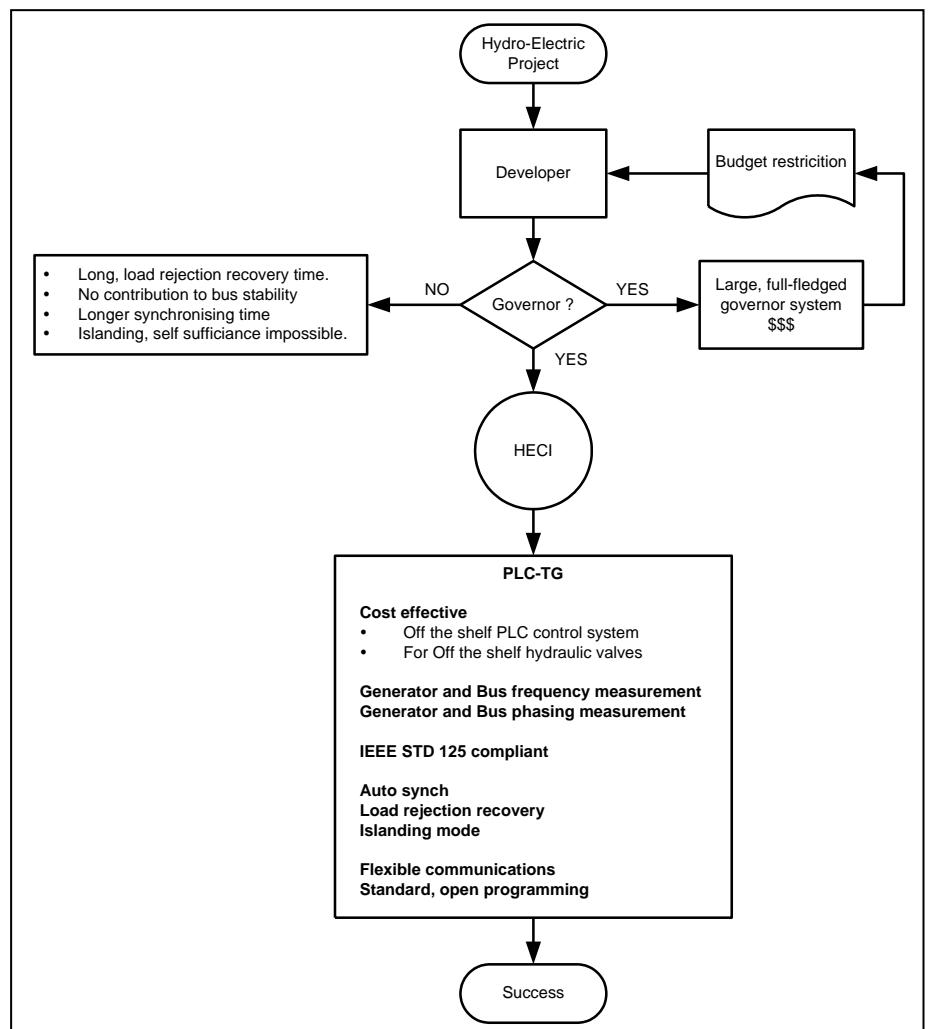 Hydro-Electric
Project
Developer
Budget restricition
• Long, load rejection recovery time.
• No contribution to bus stability
• Longer synchronising time
• Islanding, self sufficiance impossible.
NO
Governor ?
YES
Large, full-fledged
governor system
$$$
YES
HECI
PLC-TG
Cost effective
• Off the shelf PLC control system
• For Off the shelf hydraulic valves
Generator and Bus frequency measurement
Generator and Bus phasing measurement
IEEE STD 125 compliant
Auto synch
Load rejection recovery
Islanding mode
Flexible communications
Standard, open programming
Success